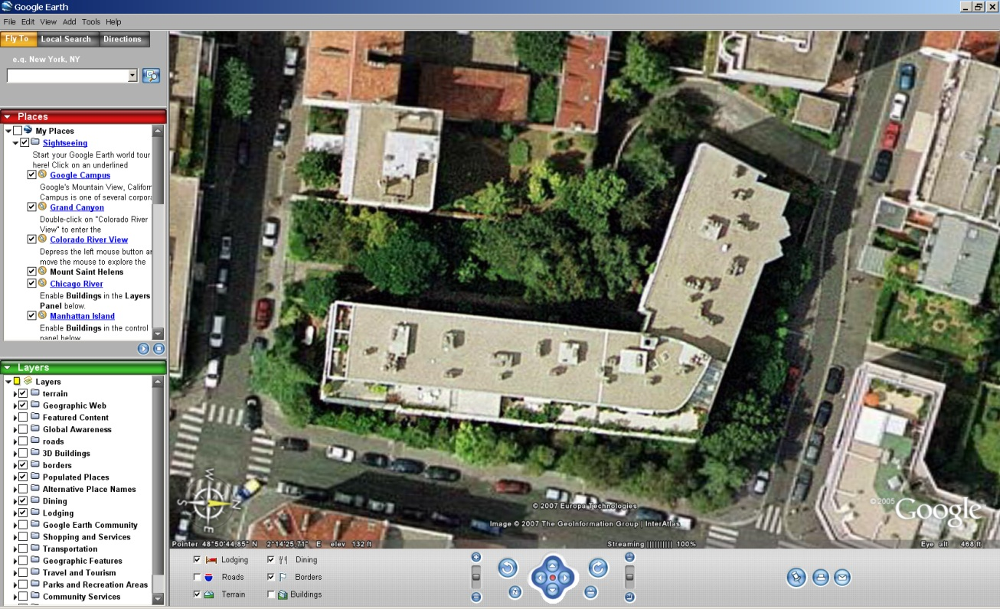 Google Earth
File Edit View Add Tools Help
Fly To Local Search Directions
e.g. New York, NY
Places
My Places
Sightseeing
Start your Google Earth world tour
here! Click on an underlined
Google Campus
Google's Mountain View, Californ
Campus is one of several corpora
Grand Canyon
Double-click on "Colorado River
View" to enter the
Colorado River View
Depress the left mouse button an
move the mouse to explore the
Mount Saint Helens
Chicago River
Enable Buildings in the Layers
Panel below.
Manhattan Island
Enable Buildings in the control
panel below
Layers
Layers
terrain
Geographic Web
Featured Content
Global Awareness
roads
3D Buildings
borders
Populated Places
Alternative Place Names
Dining
Lodging
Google Earth Community
Shopping and Services
Transportation
Geographic Features
Travel and Tourism
Parks and Recreation Areas
Community Services
W
S N
E
© 2007 Europa Technologies
Image © 2007 The GeoInformation Group | InterAtlas
© 2005 Google
Pointer 48°50'44.85" N 2°14'25.71" E elev 132 ft Streaming |||||||||| 100% Eye alt 468 ft
Lodging Dining
Roads Borders
Terrain Buildings
N